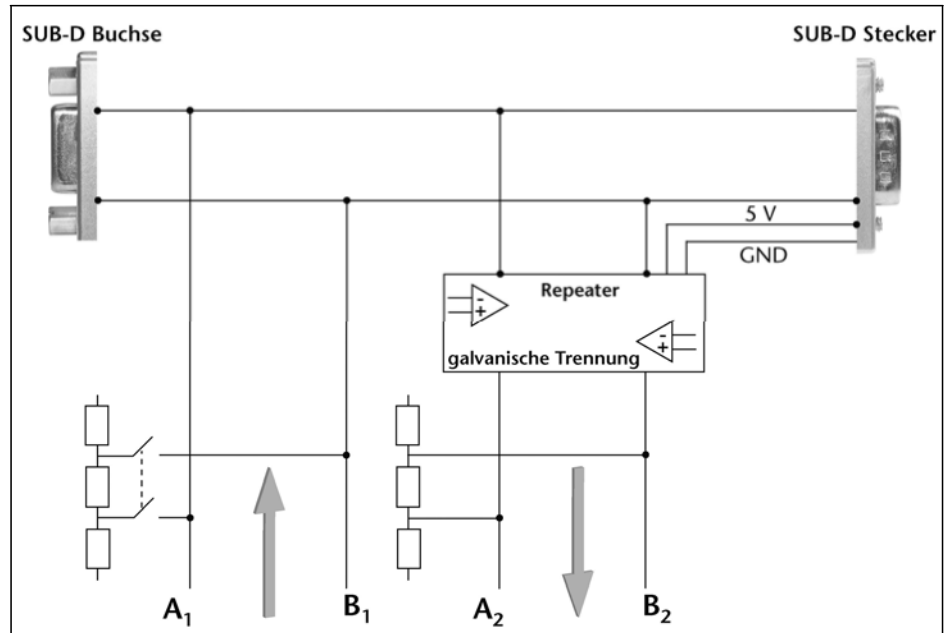 SUB-D Buchse
SUB-D Stecker
5 V
GND
Repeater
- +
- +
galvanische Trennung
A₁
B₁
A₂
B₂